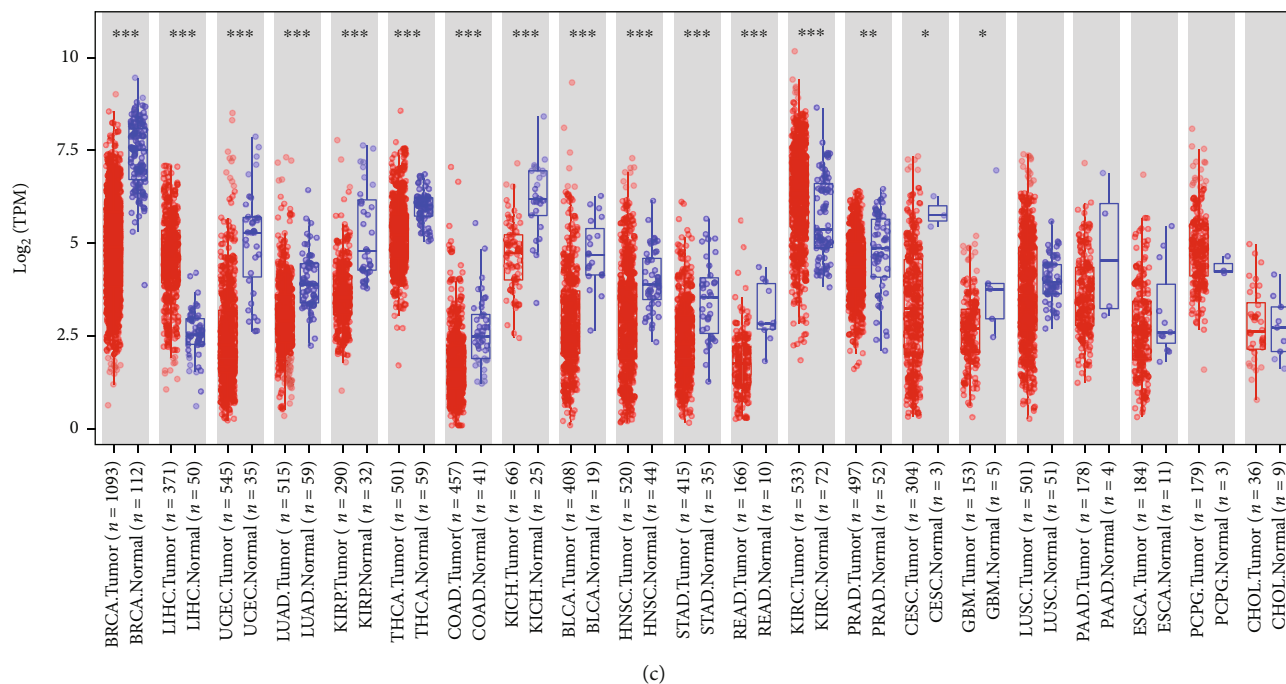 *** *** *** *** *** *** *** *** *** *** *** *** *** ** * *
10
7.5
5
2.5
0
Log2 (TPM)
BRCA.Tumor ( n = 1093)
BRCA.Normal ( n = 112)
LIHC.Tumor ( n = 371)
LIHC.Normal ( n = 50)
UCEC.Tumor ( n = 545)
UCEC.Normal ( n = 35)
LUAD.Tumor ( n = 515)
LUAD.Normal ( n = 59)
KIRP.Tumor ( n = 290)
KIRP.Normal ( n = 32)
THCA.Tumor ( n = 501)
THCA.Normal ( n = 59)
COAD.Tumor( n = 457)
COAD.Normal ( n = 41)
KICH.Tumor ( n = 66)
KICH.Normal ( n = 25)
BLCA.Tumor ( n = 408)
BLCA.Normal ( n = 19)
HNSC.Tumor ( n = 520)
HNSC.Normal ( n = 44)
STAD.Tumor ( n = 415)
STAD.Normal ( n = 35)
READ.Tumor ( n = 166)
READ.Normal ( n = 10)
KIRC.Tumor ( n = 533)
KIRC.Normal ( n = 72)
PRAD.Tumor ( n = 497)
PRAD.Normal ( n = 52)
CESC.Tumor ( n = 304)
CESC.Normal (n = 3)
GBM.Tumor ( n = 153)
GBM.Normal ( n = 5)
LUSC.Tumor ( n = 501)
LUSC.Normal ( n = 51)
PAAD.Tumor ( n = 178)
PAAD.Normal ( n = 4)
ESCA.Tumor ( n = 184)
ESCA.Normal ( n = 11)
PCPG.Tumor ( n = 179)
PCPG.Normal ( n = 3)
CHOL.Tumor ( n = 36)
CHOL.Normal ( n = 9)
(c)